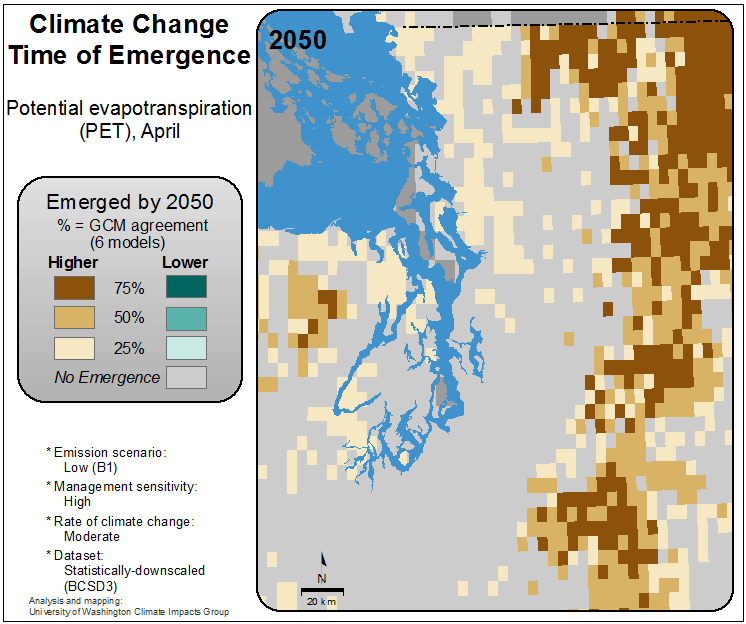 Climate Change
Time of Emergence
Potential evapotranspiration
(PET), April
Emerged by 2050
% = GCM agreement
(6 models)
Higher Lower
75%
50%
25%
No Emergence
* Emission scenario:
Low (B1)
* Management sensitivity:
High
* Rate of climate change:
Moderate
* Dataset:
Statistically-downscaled
(BCSD3)
Analysis and mapping:
University of Washington Climate Impacts Group
2050
N
20 km